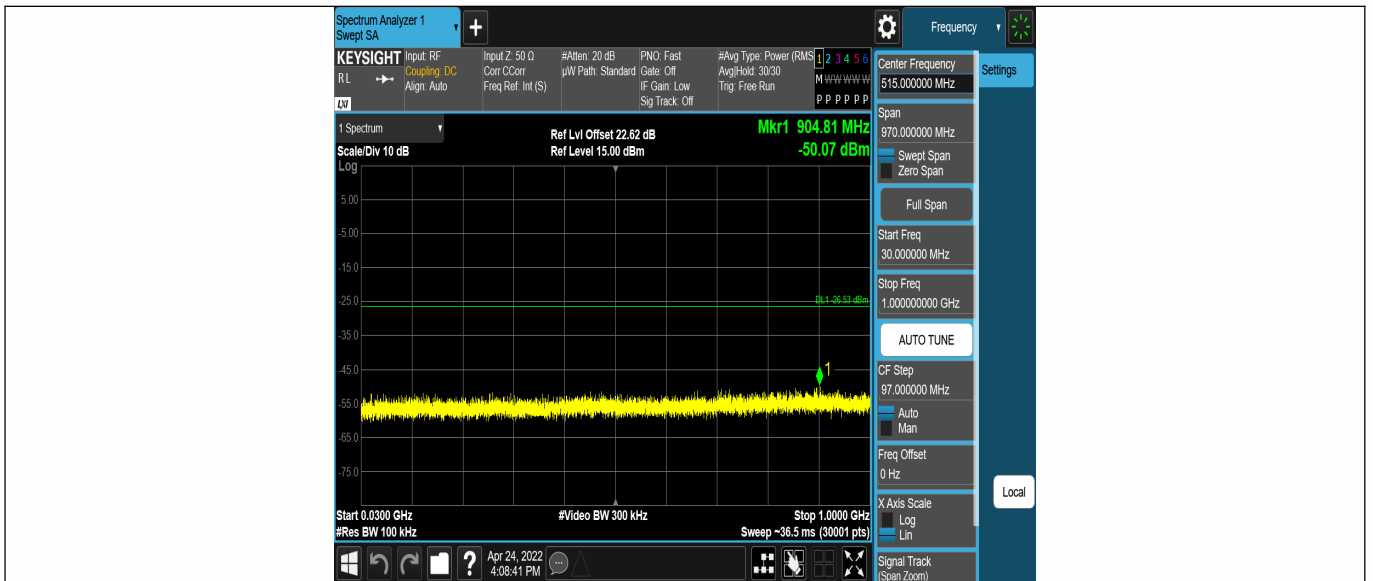 Spectrum Analyzer 1
Swept SA
+
Frequency
KEYSIGHT
R L
LXI
Input: RF
Coupling: DC
Align: Auto
Input Z: 50 Ω
Corr CCorr
Freq Ref: Int (S)
#Atten: 20 dB
µW Path: Standard
PNO: Fast
Gate: Off
IF Gain: Low
Sig Track: Off
#Avg Type: Power (RMS
Avg|Hold: 30/30
Trig: Free Run
1 2 3 4 5 6
M W W W W W
P P P P P P
1 Spectrum
Scale/Div 10 dB
Log
Ref Lvl Offset 22.62 dB
Ref Level 15.00 dBm
Mkr1 904.81 MHz
-50.07 dBm
5.00
-5.00
-15.0
-25.0
DL1 -26.53 dBm
-35.0
-45.0
1
-55.0
-65.0
-75.0
Start 0.0300 GHz
#Video BW 300 kHz
Stop 1.0000 GHz
#Res BW 100 kHz
Sweep ~36.5 ms (30001 pts)
Center Frequency
515.000000 MHz
Settings
Span
970.000000 MHz
Swept Span
Zero Span
Full Span
Start Freq
30.000000 MHz
Stop Freq
1.000000000 GHz
AUTO TUNE
CF Step
97.000000 MHz
Auto
Man
Freq Offset
0 Hz
X Axis Scale
Log
Lin
Local
Signal Track
(Span Zoom)
?
Apr 24, 2022
4:08:41 PM